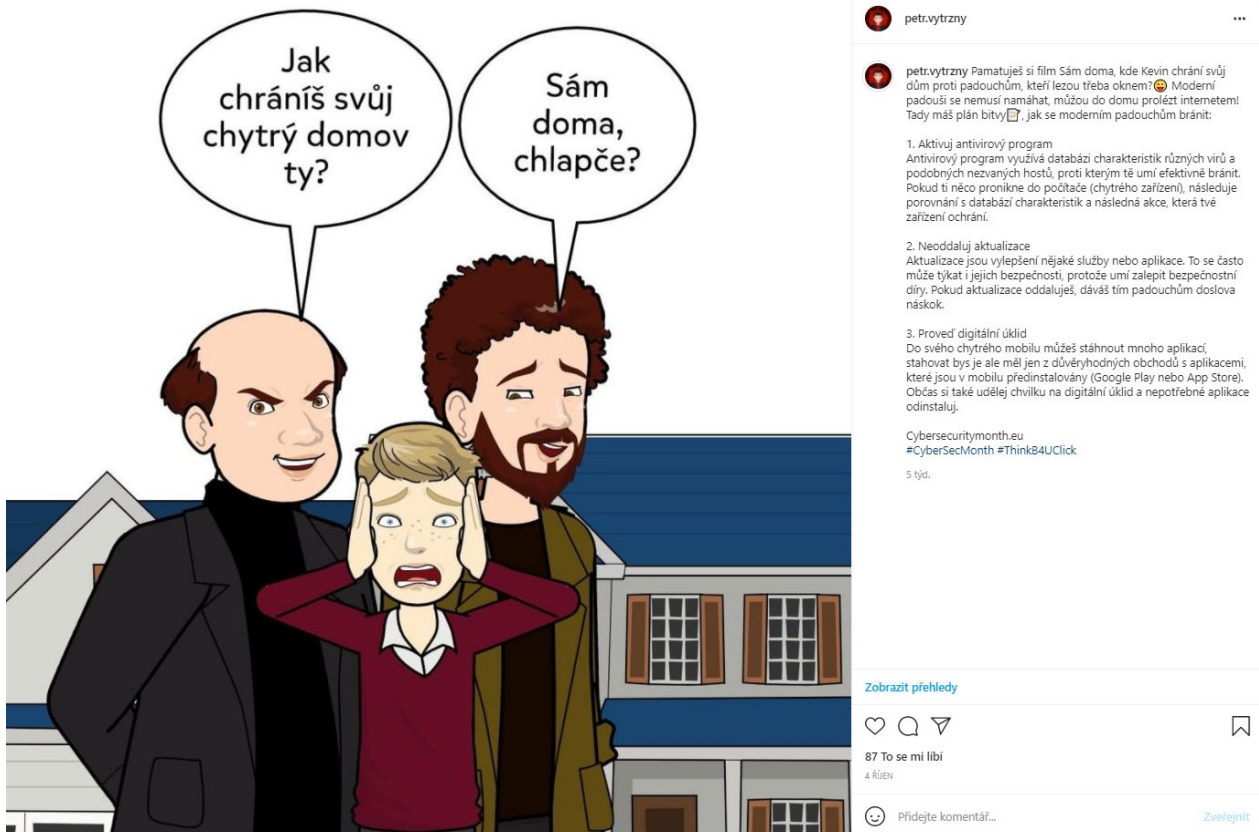 Jak
chráníš svůj
chytrý domov
ty?
Sám
doma,
chlapče?
petr.vytrzny
petr.vytrzny Pamatuješ si film Sám doma, kde Kevin chrání svůj
dům proti padouchům, kteří lezou třeba oknem?😜 Moderní
padouši se nemusí namáhat, můžou do domu prolézt internetem!
Tady máš plán bitvy📝, jak se moderním padouchům bránit:
1. Aktivuj antivirový program
Antivirový program využívá databázi charakteristik různých virů a
podobných nezvaných hostů, proti kterým tě umí efektivně bránit.
Pokud ti něco pronikne do počítače (chytrého zařízení), následuje
porovnání s databází charakteristik a následná akce, která tvé
zařízení ochrání.
2. Neoddaluj aktualizace
Aktualizace jsou vylepšení nějaké služby nebo aplikace. To se často
může týkat i jejich bezpečnosti, protože umí zalepit bezpečnostní
díry. Pokud aktualizace oddaluješ, dáváš tím padouchům doslova
náskok.
3. Proveď digitální úklid
Do svého chytrého mobilu můžeš stáhnout mnoho aplikací,
stahovat bys je ale měl jen z důvěryhodných obchodů s aplikacemi,
které jsou v mobilu předinstalovány (Google Play nebo App Store).
Občas si také udělej chvilku na digitální úklid a nepotřebné aplikace
odinstaluj.
Cybersecuritymonth.eu
#CyberSecMonth #ThinkB4UClick
5 týd.
Zobrazit přehledy
87 To se mi líbí
4 ŘÍJEN
Přidejte komentář...
Zveřejnit